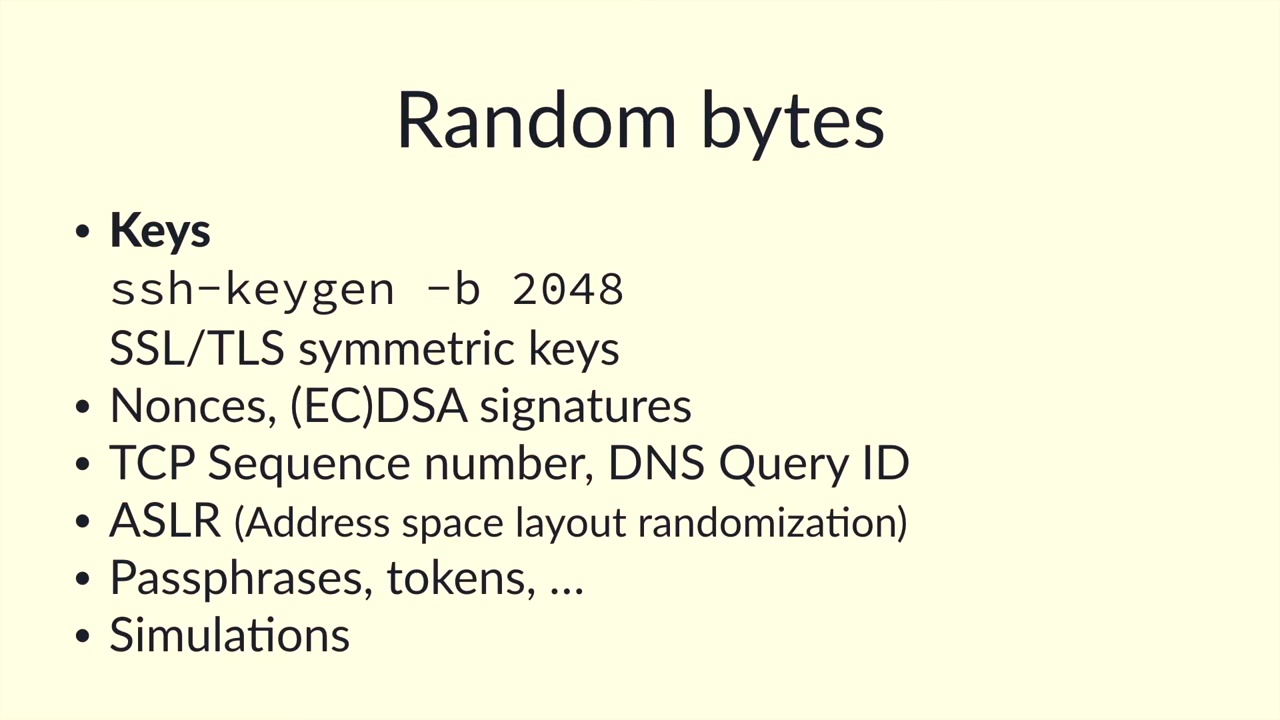 Random bytes
• Keys
ssh-keygen -b 2048
SSL/TLS symmetric keys
• Nonces, (EC)DSA signatures
• TCP Sequence number, DNS Query ID
• ASLR (Address space layout randomization)
• Passphrases, tokens, ...
• Simulations